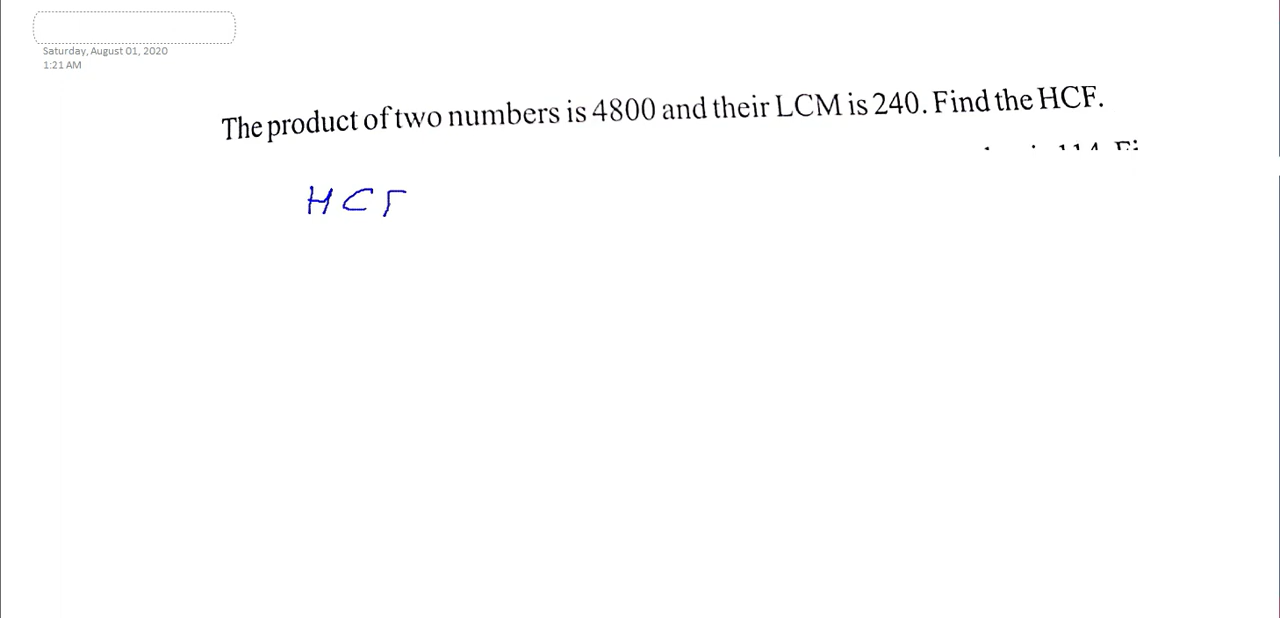 Saturday, August 01, 2020
1:21 AM
The product of two numbers is 4800 and their LCM is 240. Find the HCF.
HCF